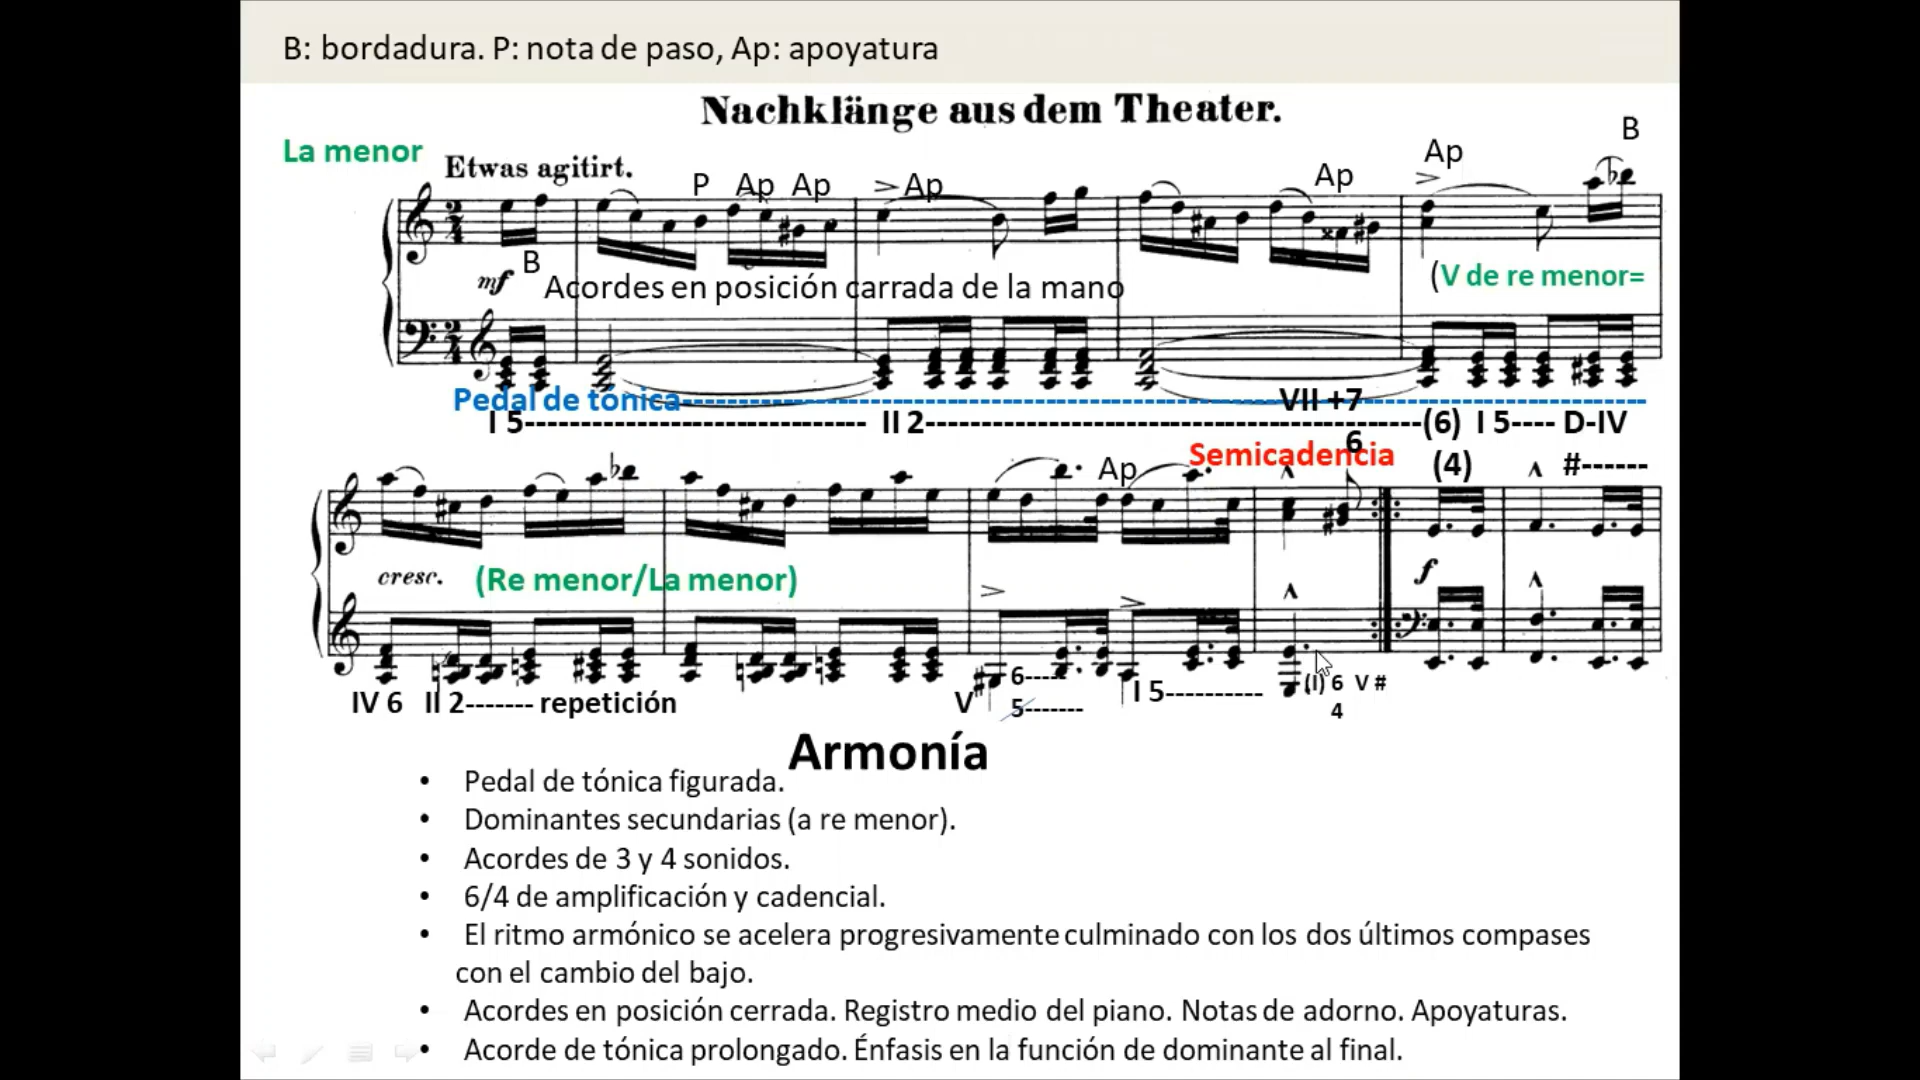 B: bordadura. P: nota de paso, Ap: apoyatura
Nachklänge aus dem Theater.
La menor
Etwas agitirt.
P Ap Ap > Ap Ap Ap B
B
mf
Acordes en posición carrada de la mano
(V de re menor=
Pedal de tónica--------
VII +7
I 5-------- II 2--------(6) I 5---- D-IV
6
Semicadencia
(4) #------
Ap
cresc.
(Re menor/La menor)
f
IV 6 II 2------- repetición
V 6----
5-------
I 5----------
(I) 6 V #
4
Armonía
• Pedal de tónica figurada.
• Dominantes secundarias (a re menor).
• Acordes de 3 y 4 sonidos.
• 6/4 de amplificación y cadencial.
• El ritmo armónico se acelera progresivamente culminado con los dos últimos compases
con el cambio del bajo.
• Acordes en posición cerrada. Registro medio del piano. Notas de adorno. Apoyaturas.
• Acorde de tónica prolongado. Énfasis en la función de dominante al final.